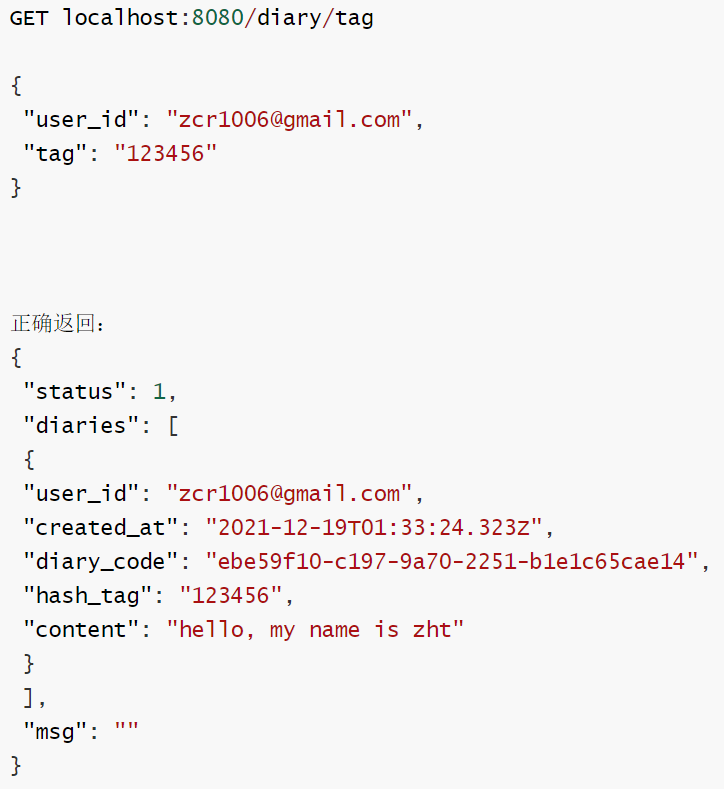 GET localhost:8080/diary/tag
{
"user_id": "zcr1006@gmail.com",
"tag": "123456"
}
正确返回：
{
"status": 1,
"diaries": [
{
"user_id": "zcr1006@gmail.com",
"created_at": "2021-12-19T01:33:24.323Z",
"diary_code": "ebe59f10-c197-9a70-2251-b1e1c65cae14",
"hash_tag": "123456",
"content": "hello, my name is zht"
}
],
"msg": ""
}